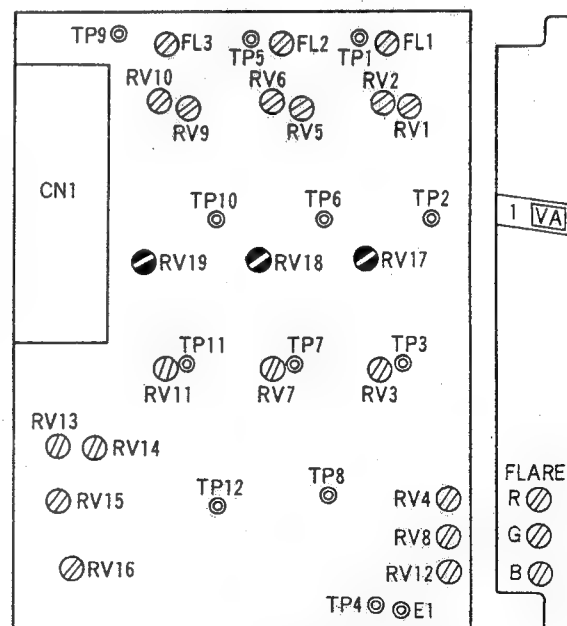 TP9 FL3 TP5 FL2 TP1 FL1
RV10 RV6 RV2
RV9 RV5 RV1
CN1
TP10 TP6 TP2
1 VA
RV19 RV18 RV17
TP11 TP7 TP3
RV11 RV7 RV3
RV13
RV14
FLARE
TP12 TP8
RV15 RV4 R
RV8 G
RV16 RV12 B
TP4 E1